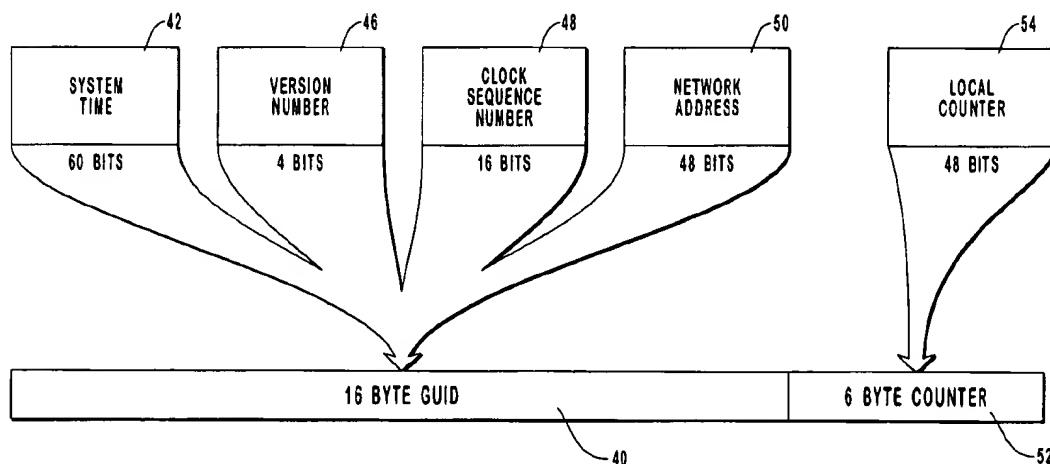 42
46
48
50
54
SYSTEM
TIME
VERSION
NUMBER
CLOCK
SEQUENCE
NUMBER
NETWORK
ADDRESS
LOCAL
COUNTER
60 BITS
4 BITS
16 BITS
48 BITS
48 BITS
16 BYTE GUID
6 BYTE COUNTER
40
52